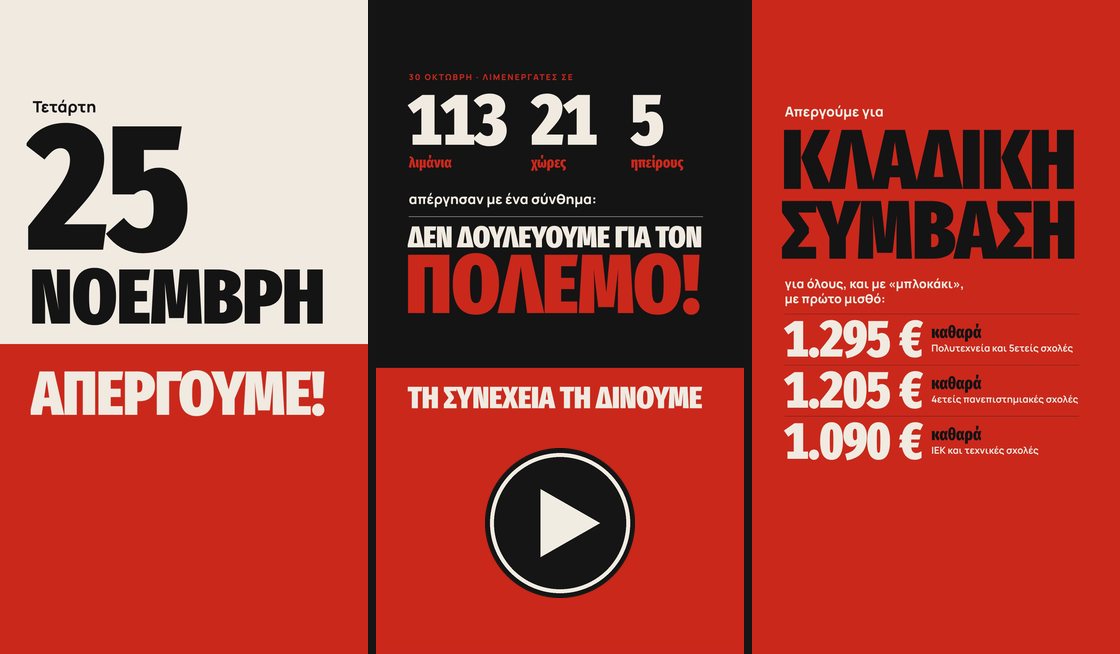 Τετάρτη
25
ΝΟΕΜΒΡΗ
ΑΠΕΡΓΟΥΜΕ!
30 ΟΚΤΩΒΡΗ · ΛΙΜΕΝΕΡΓΑΤΕΣ ΣΕ
113 21 5
λιμάνια χώρες ηπείρους
απέργησαν με ένα σύνθημα:
ΔΕΝ ΔΟΥΛΕΥΟΥΜΕ ΓΙΑ ΤΟΝ
ΠΟΛΕΜΟ!
ΤΗ ΣΥΝΕΧΕΙΑ ΤΗ ΔΙΝΟΥΜΕ
Απεργούμε για
ΚΛΑΔΙΚΗ
ΣΥΜΒΑΣΗ
για όλους, και με «μπλοκάκι»,
με πρώτο μισθό:
1.295 € καθαρά
Πολυτεχνεία και 5ετείς σχολές
1.205 € καθαρά
4ετείς πανεπιστημιακές σχολές
1.090 € καθαρά
ΙΕΚ και τεχνικές σχολές